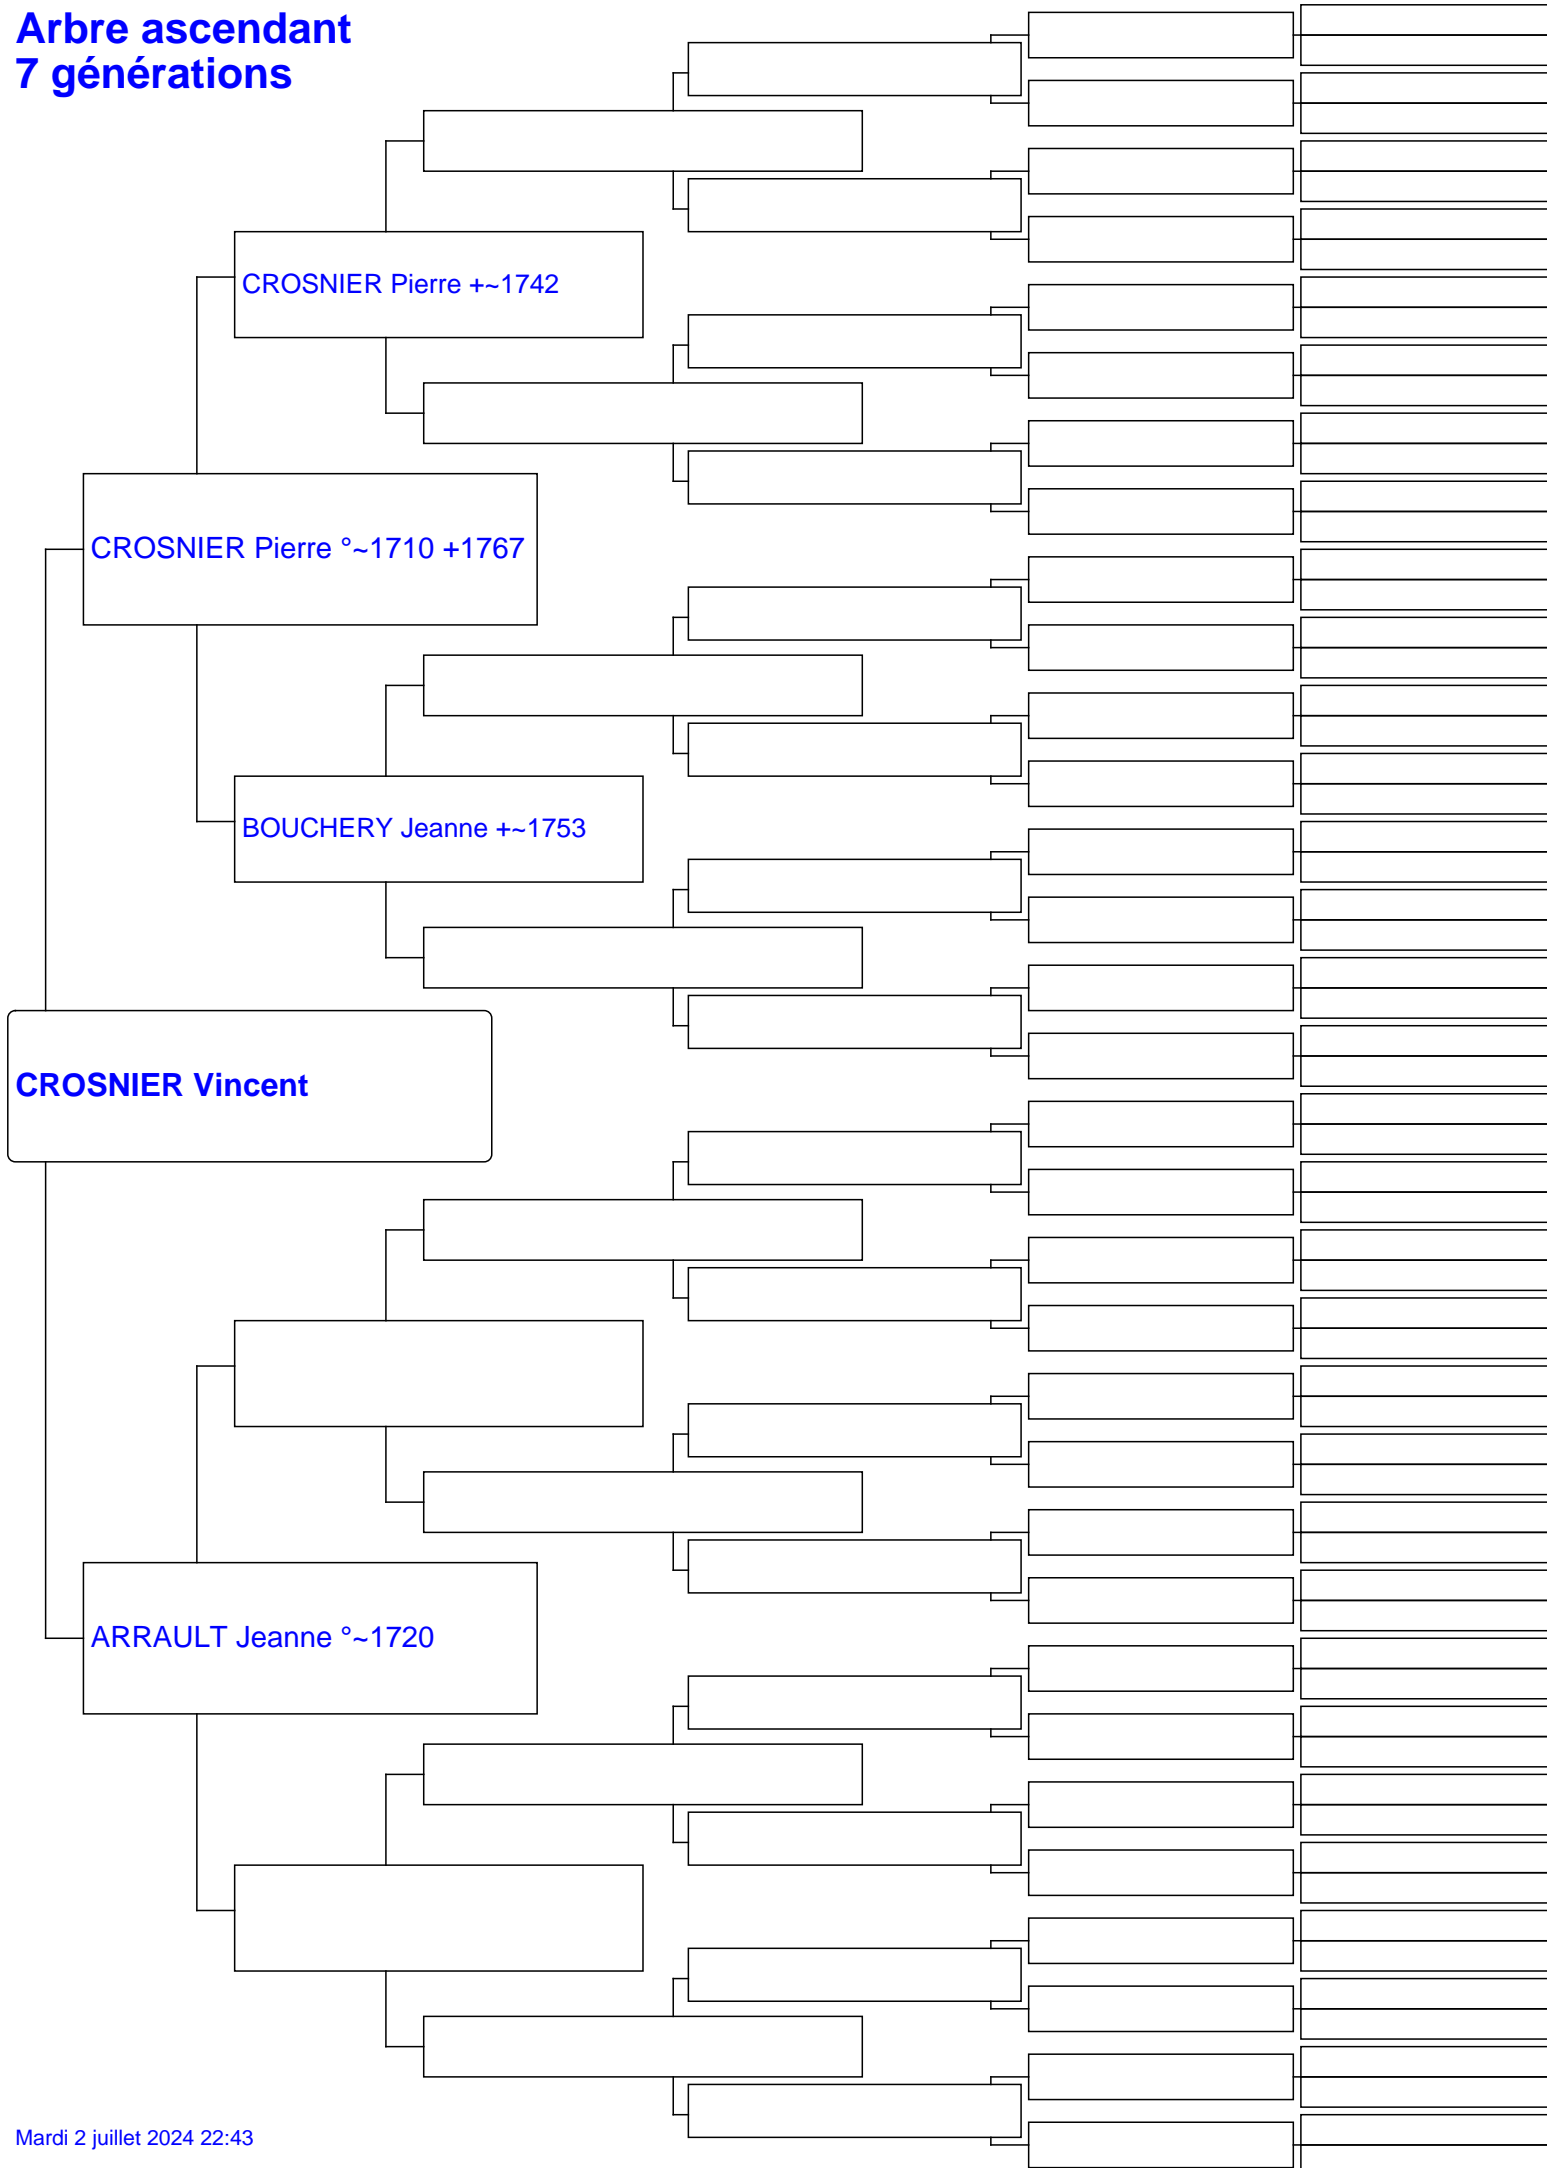 Arbre ascendant
7 générations
CROSNIER Pierre +~1742
CROSNIER Pierre °~1710 +1767
BOUCHERY Jeanne +~1753
CROSNIER Vincent
ARRAULT Jeanne °~1720
Mardi 2 juillet 2024 22:43